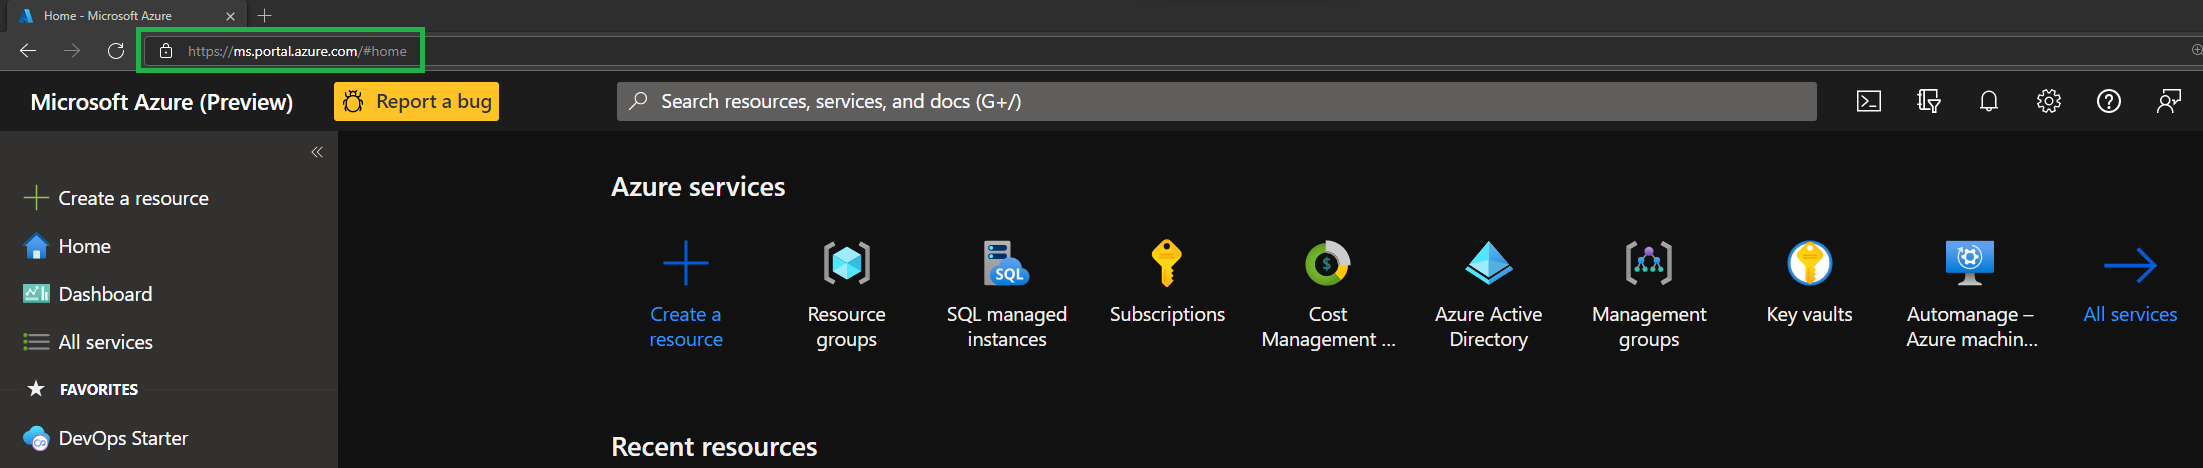 Home - Microsoft Azure
https://ms.portal.azure.com/#home
Microsoft Azure (Preview)
Report a bug
Search resources, services, and docs (G+/)
Create a resource
Home
Dashboard
All services
FAVORITES
DevOps Starter
Azure services
Create a
resource
Resource
groups
SQL
SQL managed
instances
Subscriptions
$
Cost
Management ...
Azure Active
Directory
Management
groups
Key vaults
Automanage –
Azure machin...
All services
Recent resources